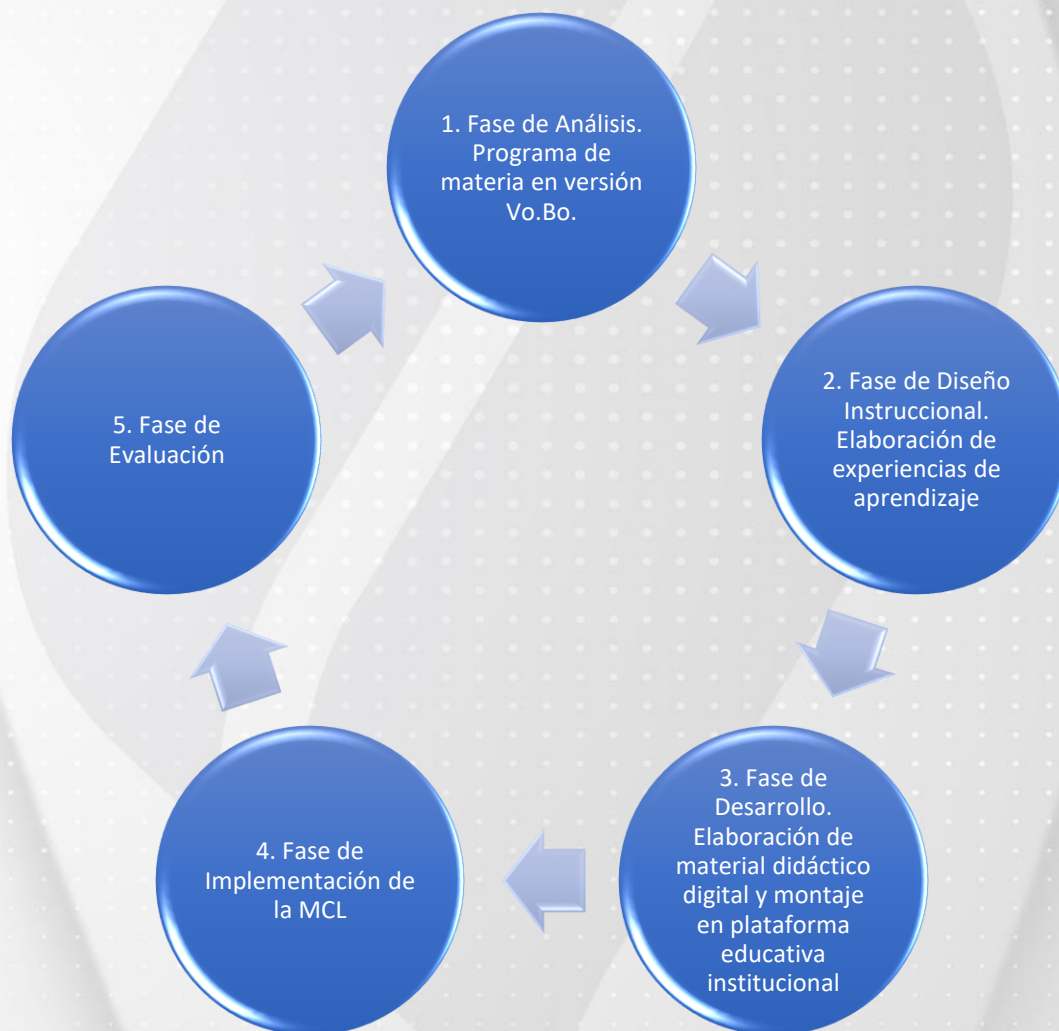 1. Fase de Análisis.
Programa de
materia en versión
Vo.Bo.
2. Fase de Diseño
Instruccional.
Elaboración de
experiencias de
aprendizaje
3. Fase de
Desarrollo.
Elaboración de
material didáctico
digital y montaje
en plataforma
educativa
institucional
4. Fase de
Implementación de
la MCL
5. Fase de
Evaluación